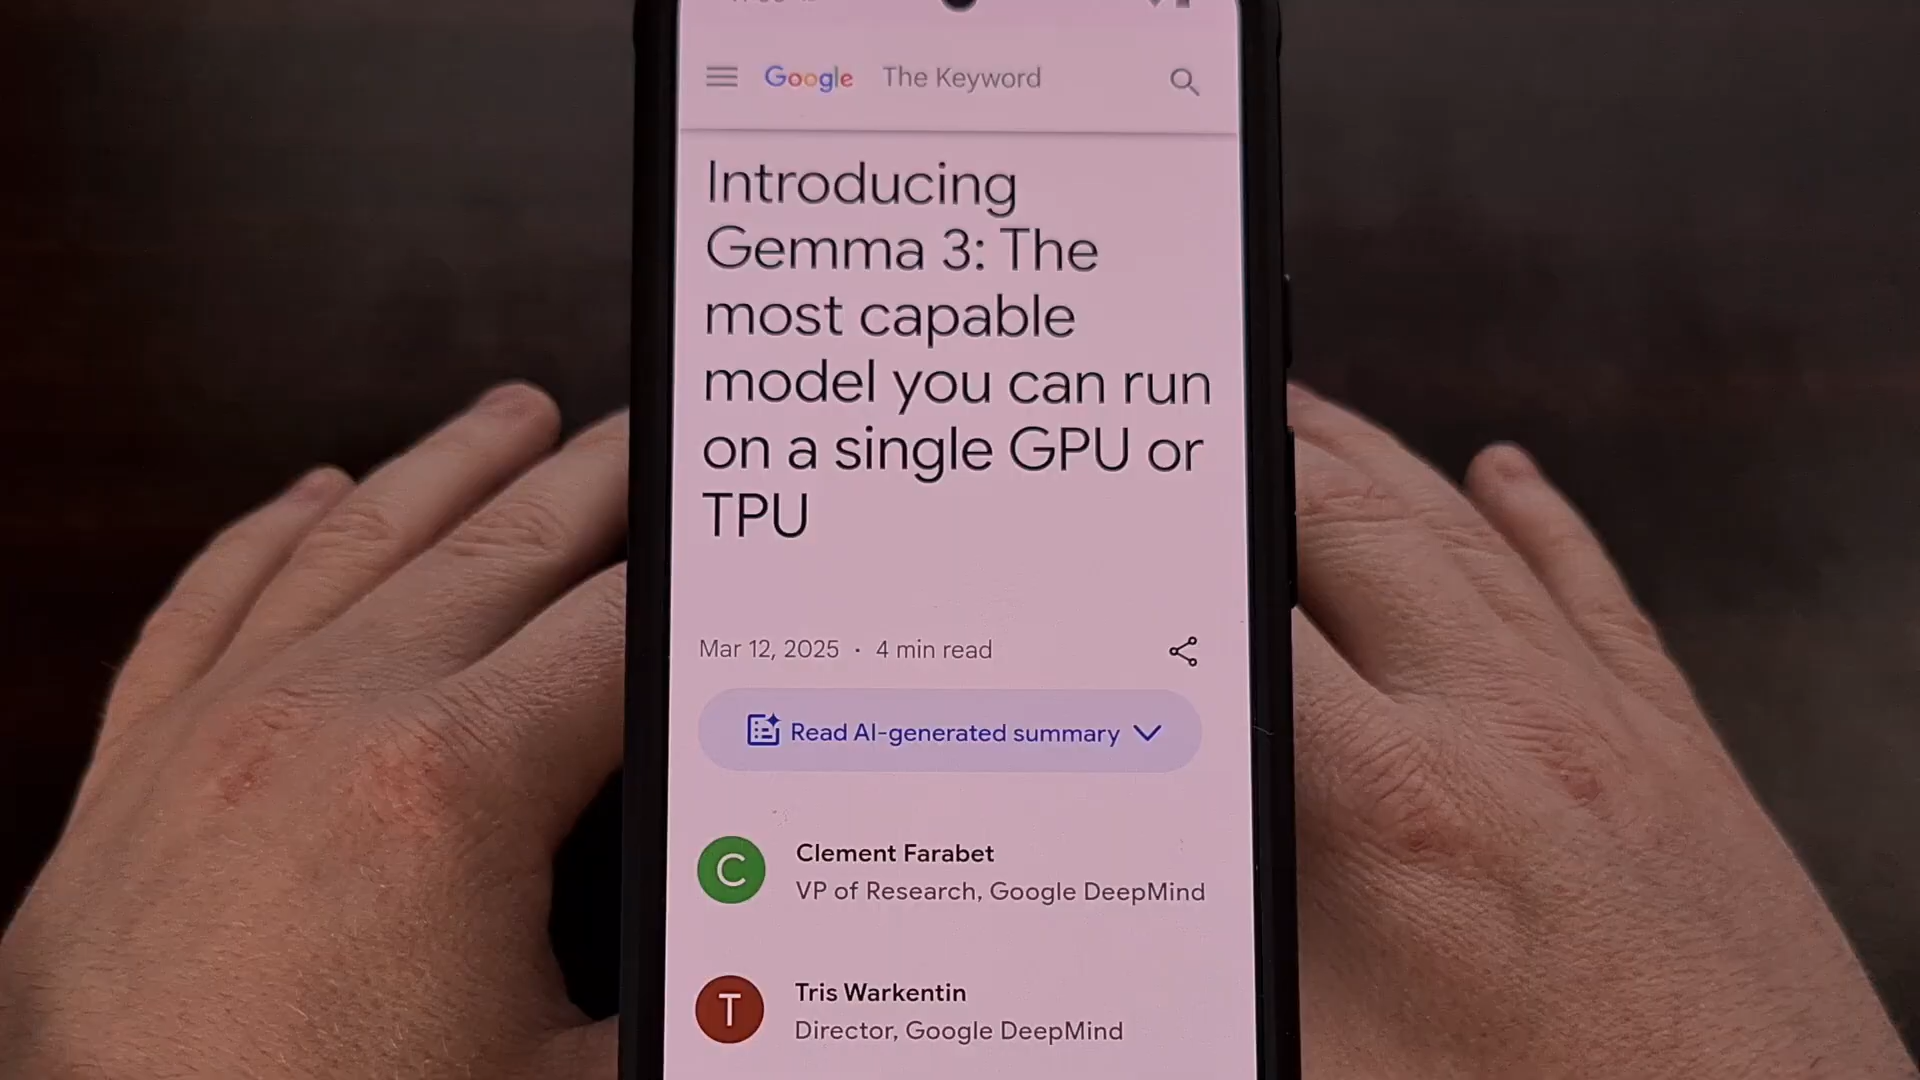 Google The Keyword
Introducing
Gemma 3: The
most capable
model you can run
on a single GPU or
TPU
Mar 12, 2025 · 4 min read
Read AI-generated summary
C
Clement Farabet
VP of Research, Google DeepMind
T
Tris Warkentin
Director, Google DeepMind